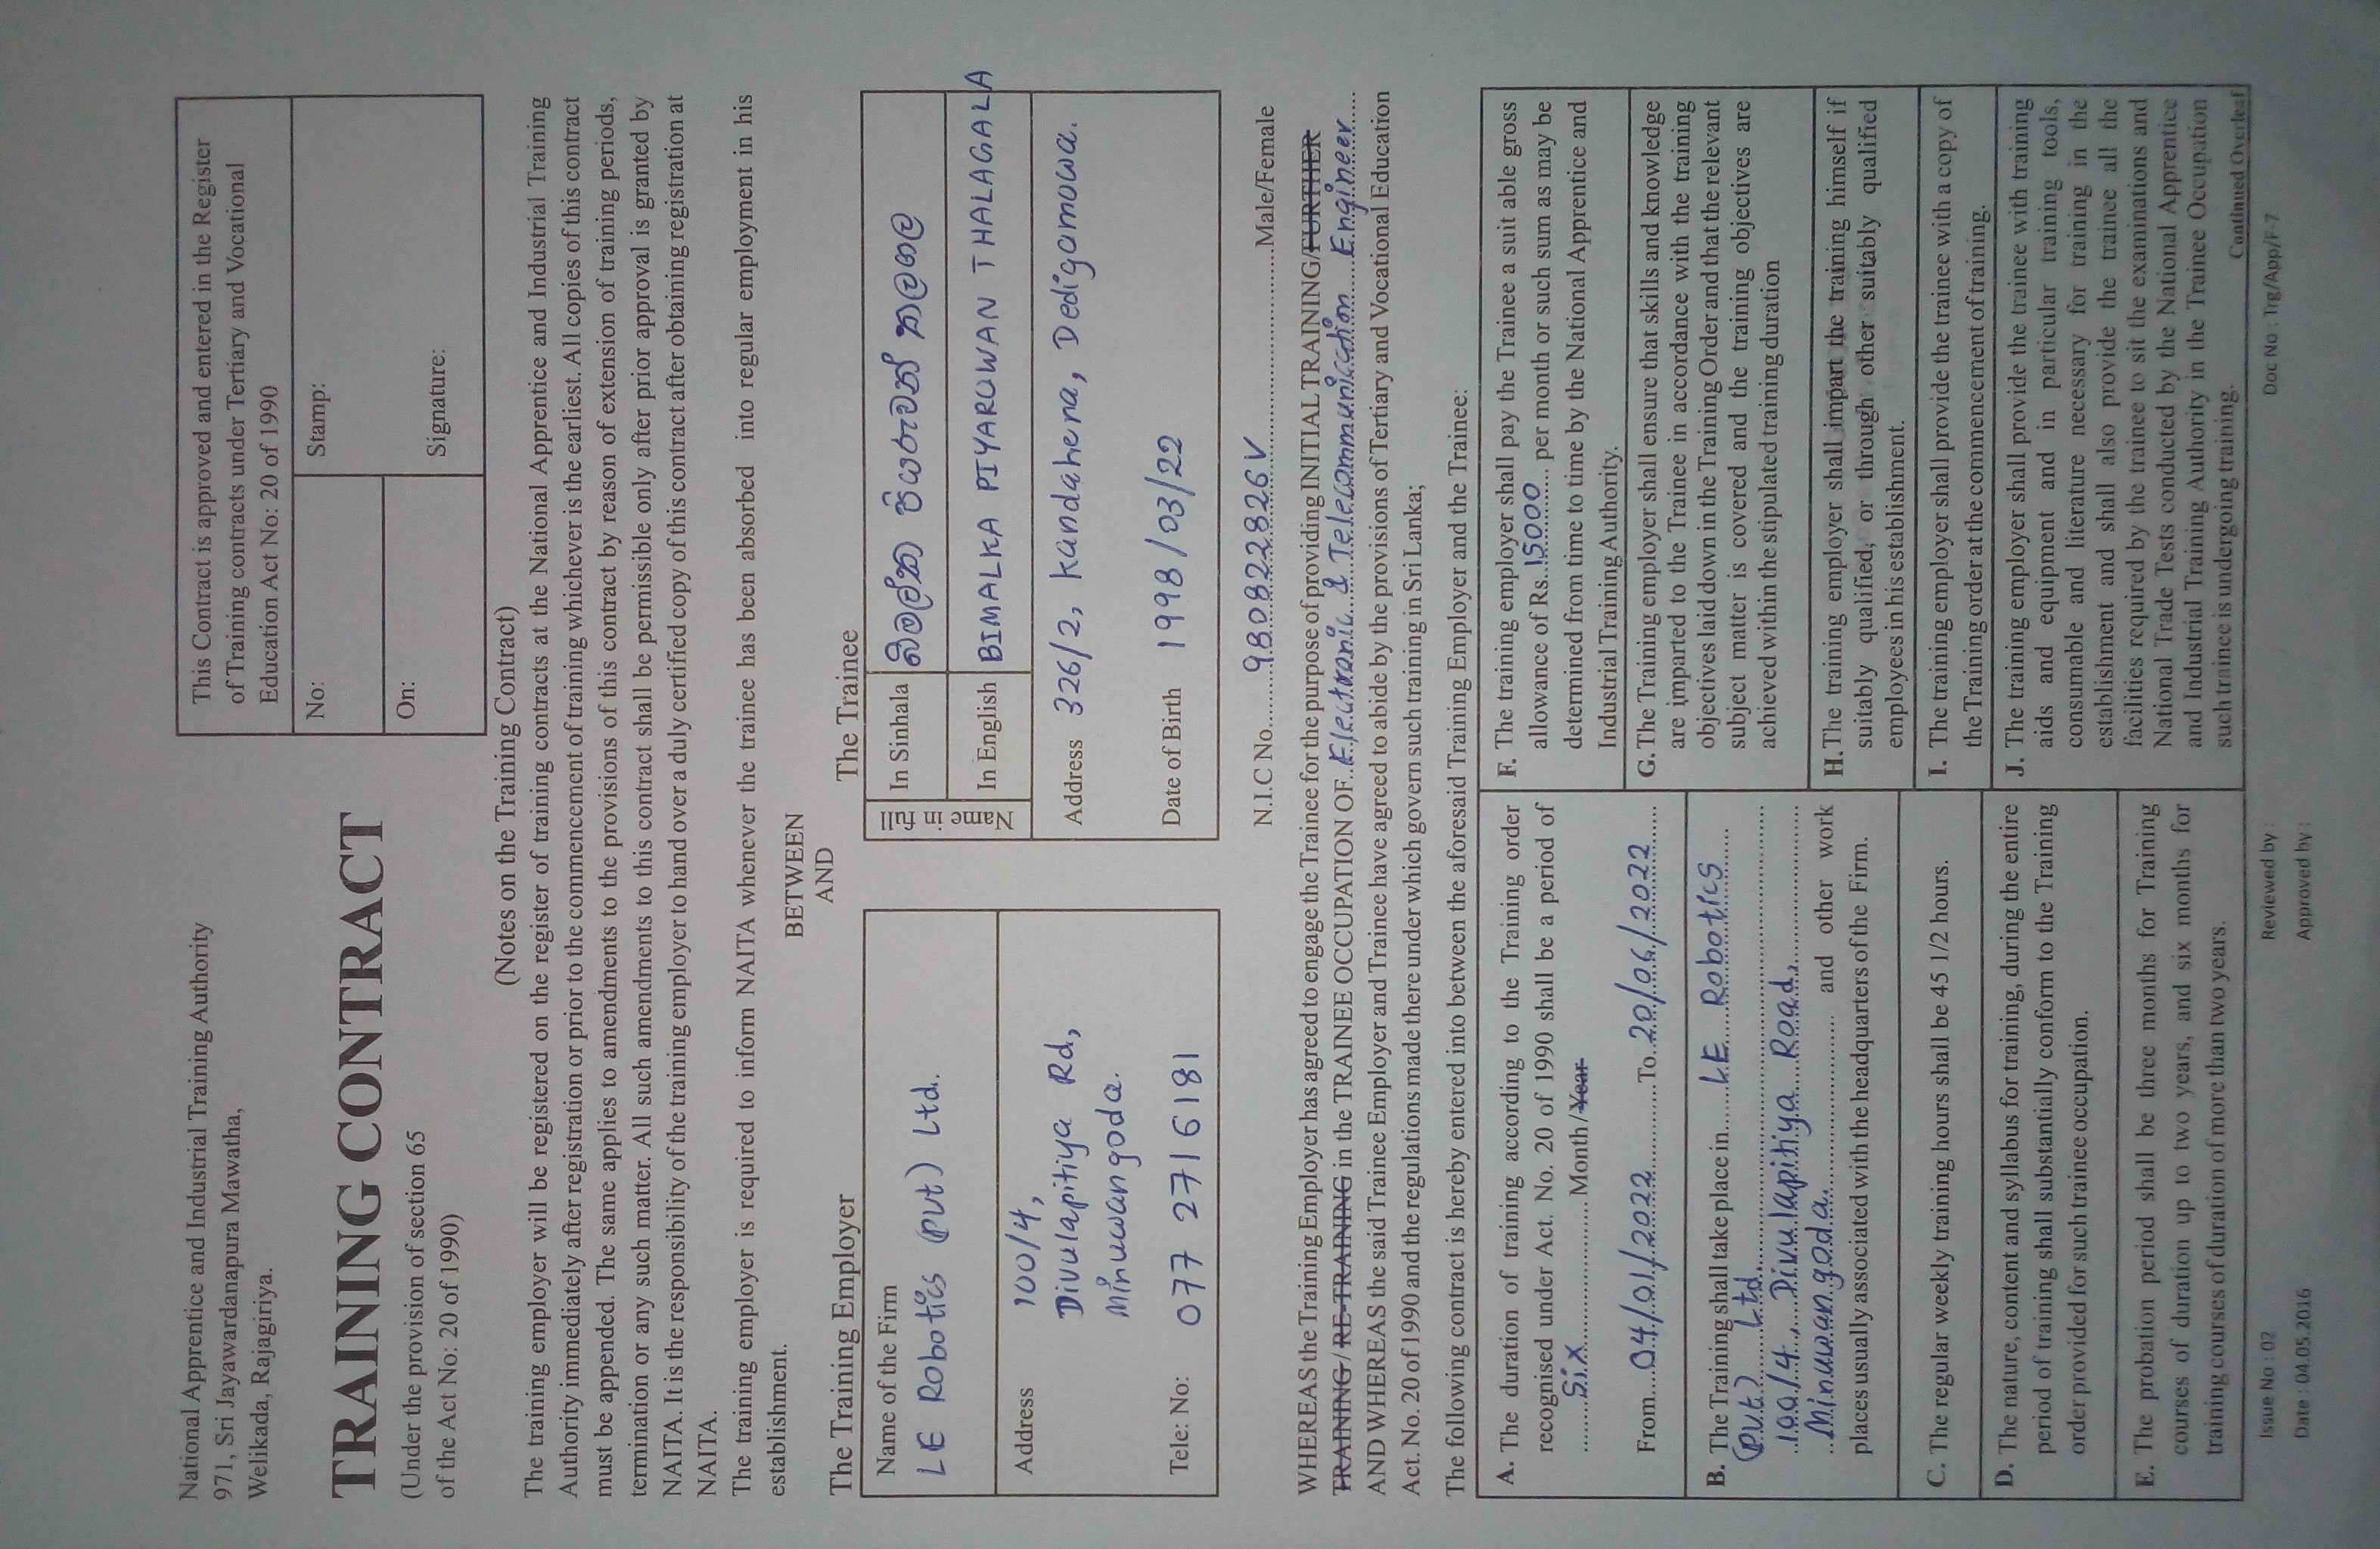 National Apprentice and Industrial Training Authority
971, Sri Jayawardanapura Mawatha,
Welikada, Rajagiriya.
This Contract is approved and entered in the Register
of Training contracts under Tertiary and Vocational
Education Act No: 20 of 1990
No:
Stamp:
On:
Signature:
TRAINING CONTRACT
(Under the provision of section 65
of the Act No: 20 of 1990)
(Notes on the Training Contract)
The training employer will be registered on the register of training contracts at the National Apprentice and Industrial Training
Authority immediately after registration or prior to the commencement of training whichever is the earliest. All copies of this contract
must be appended. The same applies to amendments to the provisions of this contract by reason of extension of training periods,
termination or any such matter. All such amendments to this contract shall be permissible only after prior approval is granted by
NAITA. It is the responsibility of the training employer to hand over a duly certified copy of this contract after obtaining registration at
NAITA.
The training employer is required to inform NAITA whenever the trainee has been absorbed into regular employment in his
establishment.
BETWEEN
AND
The Training Employer
Name of the Firm
LE Robotics (pvt) Ltd.
Address 100/4,
Divulapitiya Rd,
Minuwangoda.
Tele: No: 077 2716181
The Trainee
Name in full
In Sinhala බිමල්ක පියරුවන් තලගල
In English BIMALKA PIYARUWAN THALAGALA
Address 326/2, Kandahena, Dedigamuwa.
Date of Birth 1998/03/22
N.I.C No.........980822826V..............................Male/Female
WHEREAS the Training Employer has agreed to engage the Trainee for the purpose of providing INITIAL TRAINING/FURTHER
TRAINING / RE-TRAINING in the TRAINEE OCCUPATION OF..Electronic & Telecommunication Engineer....
AND WHEREAS the said Trainee Employer and Trainee have agreed to abide by the provisions of Tertiary and Vocational Education
Act. No. 20 of 1990 and the regulations made there under which govern such training in Sri Lanka;
The following contract is hereby entered into between the aforesaid Training Employer and the Trainee:
A. The duration of training according to the Training order
recognised under Act. No. 20 of 1990 shall be a period of
........Six...................... Month / Year
From....04/01/2022..............To..20/06/2022......
B. The Training shall take place in.......LE Robotics....
(pvt) Ltd...........................
100/4, Divulapitiya Road,....................
..Minuwangoda........................... and other work
places usually associated with the headquarters of the Firm.
C. The regular weekly training hours shall be 45 1/2 hours.
D. The nature, content and syllabus for training, during the entire
period of training shall substantially conform to the Training
order provided for such trainee occupation.
E. The probation period shall be three months for Training
courses of duration up to two years, and six months for
training courses of duration of more than two years.
F. The training employer shall pay the Trainee a suit able gross
allowance of Rs..15000.. per month or such sum as may be
determined from time to time by the National Apprentice and
Industrial Training Authority.
G. The Training employer shall ensure that skills and knowledge
are imparted to the Trainee in accordance with the training
objectives laid down in the Training Order and that the relevant
subject matter is covered and the training objectives are
achieved within the stipulated training duration
H. The training employer shall impart the training himself if
suitably qualified, or through other suitably qualified
employees in his establishment.
I. The training employer shall provide the trainee with a copy of
the Training order at the commencement of training.
J. The training employer shall provide the trainee with training
aids and equipment and in particular training tools,
consumable and literature necessary for training in the
establishment and shall also provide the trainee all the
facilities required by the trainee to sit the examinations and
National Trade Tests conducted by the National Apprentice
and Industrial Training Authority in the Trainee Occupation
such trainee is undergoing training.
Continued Overleaf
Issue No : 02
Reviewed by :
Doc No : Trg/App/F-7
Date : 04.05.2016
Approved by :